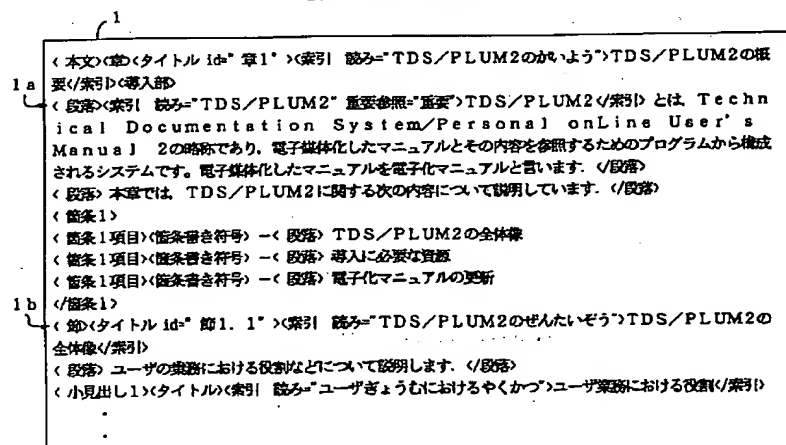 1
<本文><章><タイトル id="章1"><索引 読み="TDS/PLUM2のがいよう">TDS/PLUM2の概
要</索引><導入部>
1a
<段落><索引 読み="TDS/PLUM2" 重要参照="重要">TDS/PLUM2</索引>とは、Techn
ical Documentation System/Personal onLine User's
Manual 2の略称であり、電子媒体化したマニュアルとその内容を参照するためのプログラムから構成
されるシステムです。電子媒体化したマニュアルを電子化マニュアルと言います.</段落>
<段落>本章では、TDS/PLUM2に関する次の内容について説明しています.</段落>
<箇条1>
<箇条1項目><箇条書き符号>-<段落>TDS/PLUM2の全体像
<箇条1項目><箇条書き符号>-<段落>導入に必要な資源
<箇条1項目><箇条書き符号>-<段落>電子化マニュアルの更新
1b
</箇条1>
<節><タイトル id="節1.1"><索引 読み="TDS/PLUM2のぜんたいぞう">TDS/PLUM2の
全体像</索引>
<段落>ユーザの業務における役割などについて説明します.</段落>
<小見出し1><タイトル><索引 読み="ユーザぎょうむにおけるやくかつ">ユーザ業務における役割</索引>